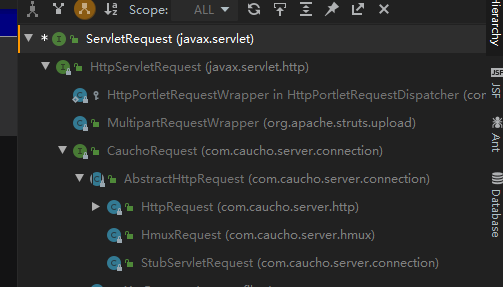 Scope: ALL
* ServletRequest (javax.servlet)
HttpServletRequest (javax.servlet.http)
HttpPortletRequestWrapper in HttpPortletRequestDispatcher (co
MultipartRequestWrapper (org.apache.struts.upload)
CauchoRequest (com.caucho.server.connection)
AbstractHttpRequest (com.caucho.server.connection)
HttpRequest (com.caucho.server.http)
HmuxRequest (com.caucho.server.hmux)
StubServletRequest (com.caucho.server.connection)
Hierarchy
JSF
JSF
Ant
Database